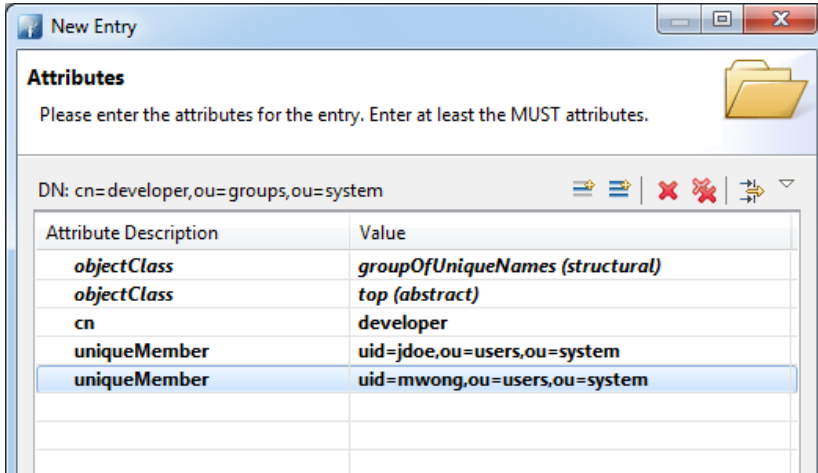 New Entry
Attributes
Please enter the attributes for the entry. Enter at least the MUST attributes.
DN: cn=developer,ou=groups,ou=system
Attribute Description Value
objectClass groupOfUniqueNames (structural)
objectClass top (abstract)
cn developer
uniqueMember uid=jdoe,ou=users,ou=system
uniqueMember uid=mwong,ou=users,ou=system